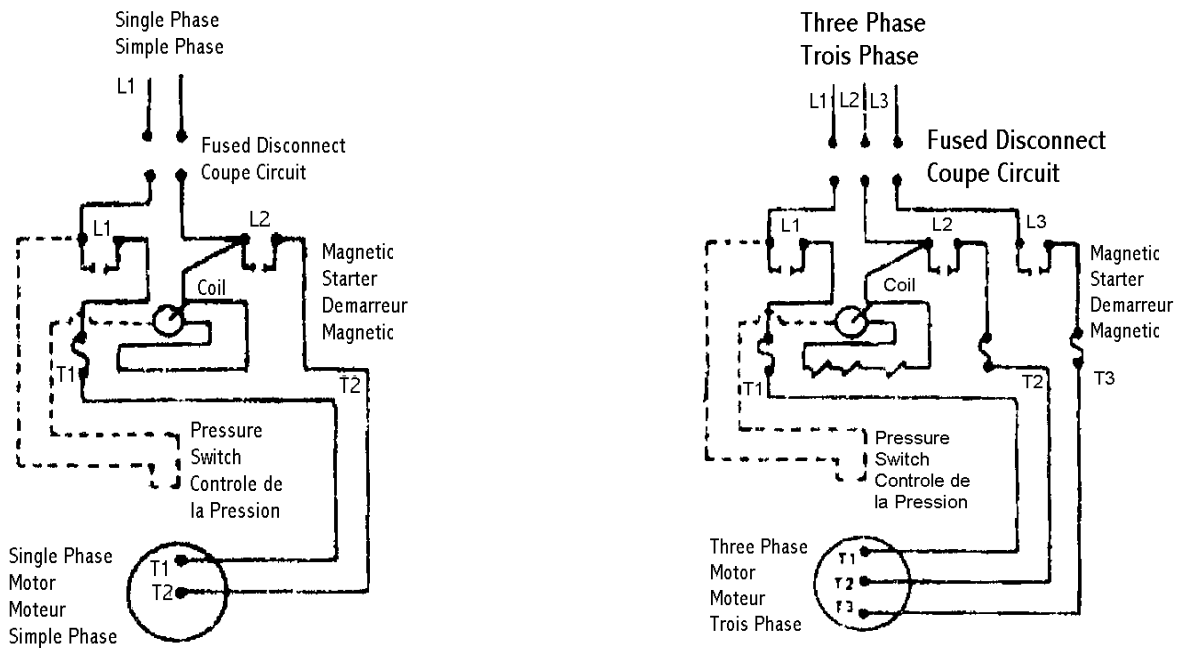 Single Phase
Simple Phase
L1
Fused Disconnect
Coupe Circuit
L1
L2
Magnetic
Starter
Demarreur
Magnetic
Coil
T1
T2
Pressure
Switch
Controle de
la Pression
Single Phase
Motor
Moteur
Simple Phase
T1
T2
Three Phase
Trois Phase
L1
L2
L3
Fused Disconnect
Coupe Circuit
L1
L2
L3
Magnetic
Starter
Demarreur
Magnetic
Coil
T1
T2
T3
Pressure
Switch
Controle de
la Pression
Three Phase
Motor
Moteur
Trois Phase
T1
T2
T3